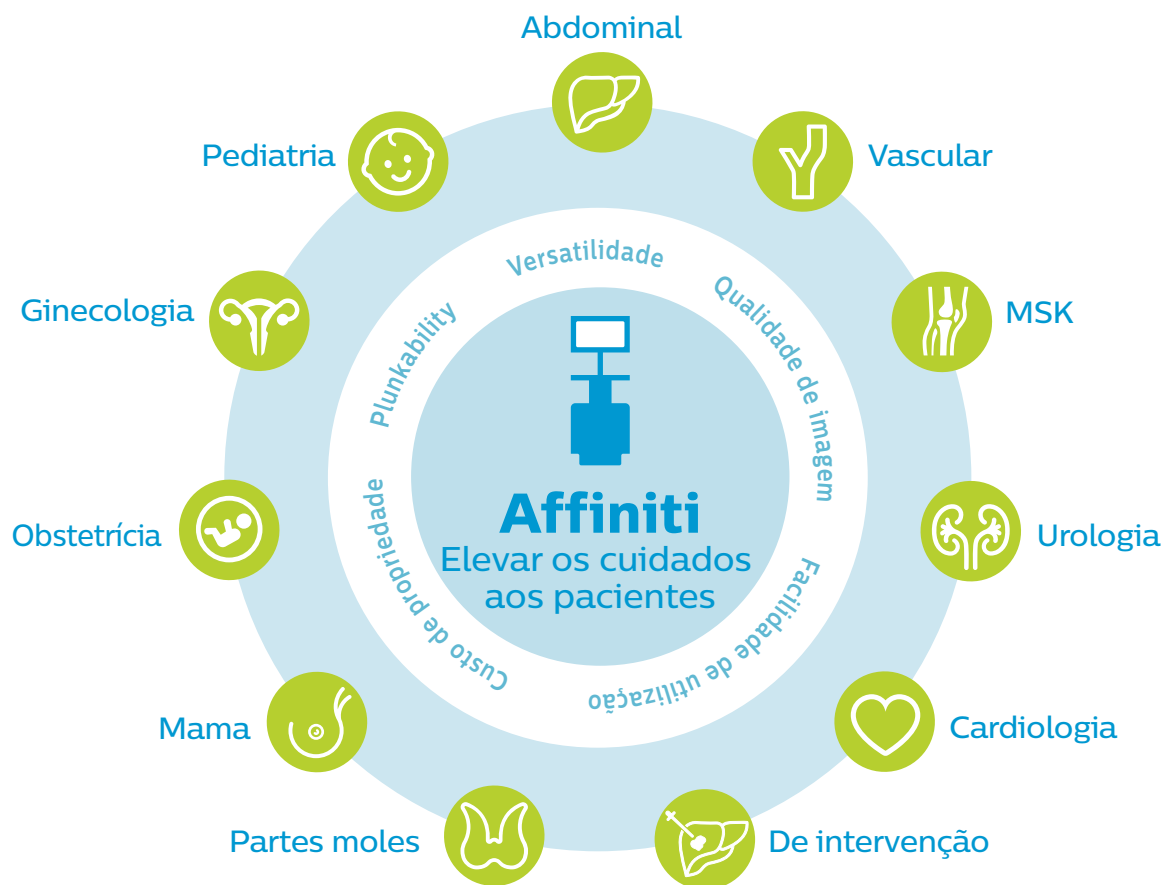 Abdominal
Pediatria
Vascular
Versatilidade
Ginecologia
Plunkability
Qualidade de imagem
MSK
Affiniti
Elevar os cuidados
aos pacientes
Obstetrícia
Custo de propriedade
Facilidade de utilização
Urologia
Mama
Cardiologia
Partes moles
De intervenção